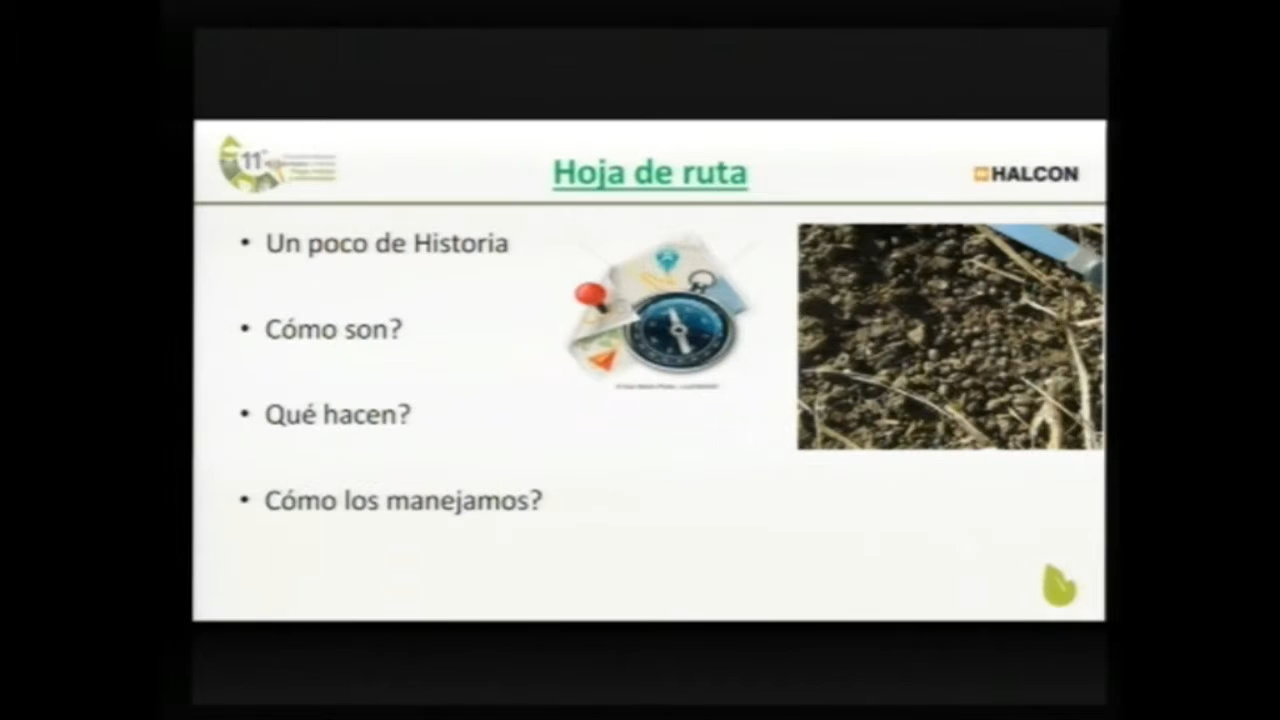 11°
Hoja de ruta
HALCON
• Un poco de Historia
• Cómo son?
• Qué hacen?
• Cómo los manejamos?